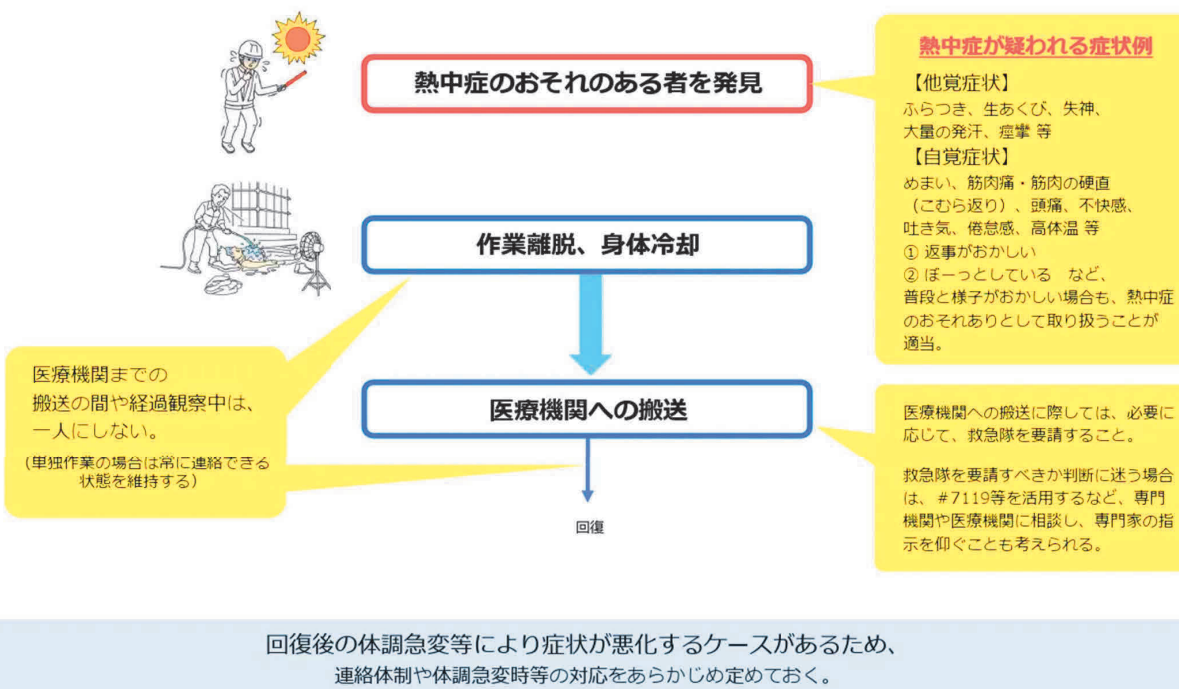 熱中症のおそれのある者を発見
熱中症が疑われる症状例
【他覚症状】
ふらつき、生あくび、失神、
大量の発汗、痙攣 等
【自覚症状】
めまい、筋肉痛・筋肉の硬直
（こむら返り）、頭痛、不快感、
吐き気、倦怠感、高体温 等
① 返事がおかしい
② ぼーっとしている　など、
普段と様子がおかしい場合も、熱中症
のおそれありとして取り扱うことが
適当。
作業離脱、身体冷却
医療機関までの
搬送の間や経過観察中は、
一人にしない。
(単独作業の場合は常に連絡できる
状態を維持する)
医療機関への搬送
医療機関への搬送に際しては、必要に
応じて、救急隊を要請すること。
救急隊を要請すべきか判断に迷う場合
は、#7119等を活用するなど、専門
機関や医療機関に相談し、専門家の指
示を仰ぐことも考えられる。
回復
回復後の体調急変等により症状が悪化するケースがあるため、
連絡体制や体調急変時等の対応をあらかじめ定めておく。